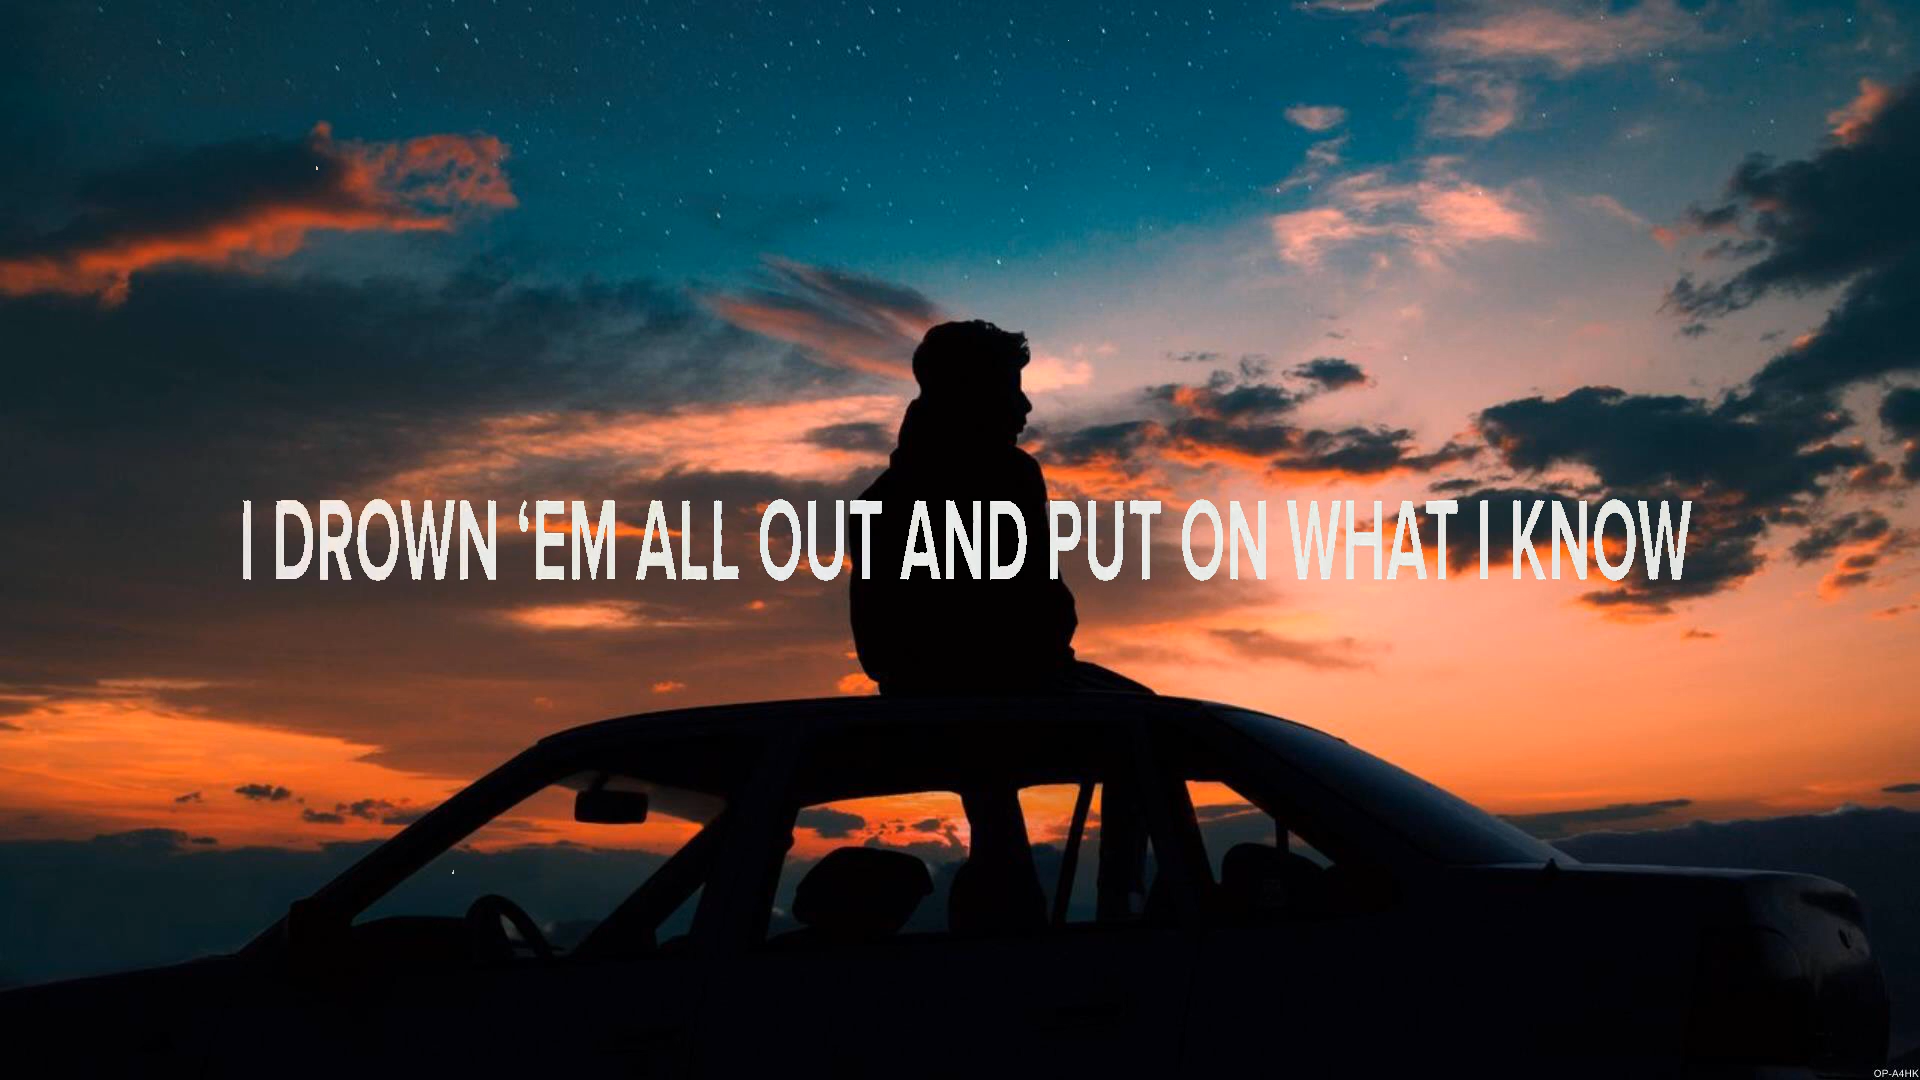 I DROWN ‘EM ALL OUT AND PUT ON WHAT I KNOW
OP-A4HK